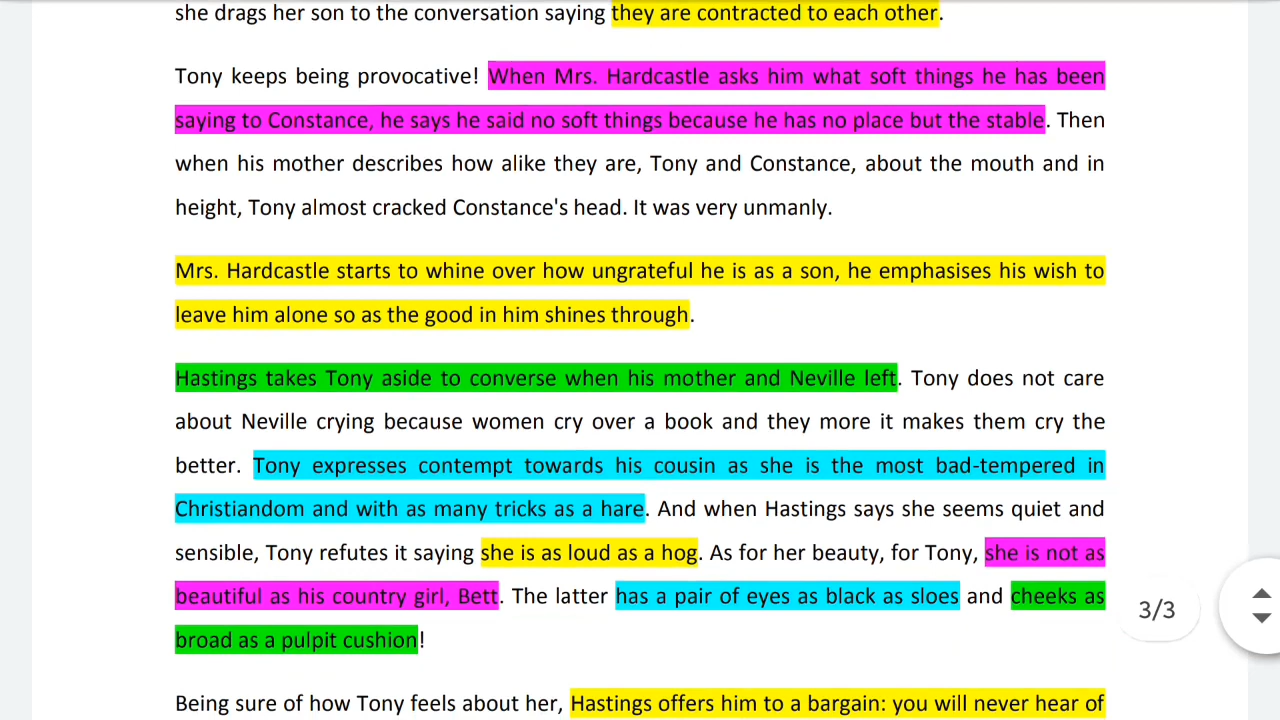 she drags her son to the conversation saying they are contracted to each other.
Tony keeps being provocative! When Mrs. Hardcastle asks him what soft things he has been
saying to Constance, he says he said no soft things because he has no place but the stable. Then
when his mother describes how alike they are, Tony and Constance, about the mouth and in
height, Tony almost cracked Constance's head. It was very unmanly.
Mrs. Hardcastle starts to whine over how ungrateful he is as a son, he emphasises his wish to
leave him alone so as the good in him shines through.
Hastings takes Tony aside to converse when his mother and Neville left. Tony does not care
about Neville crying because women cry over a book and they more it makes them cry the
better. Tony expresses contempt towards his cousin as she is the most bad-tempered in
Christiandom and with as many tricks as a hare. And when Hastings says she seems quiet and
sensible, Tony refutes it saying she is as loud as a hog. As for her beauty, for Tony, she is not as
beautiful as his country girl, Bett. The latter has a pair of eyes as black as sloes and cheeks as
broad as a pulpit cushion!
Being sure of how Tony feels about her, Hastings offers him to a bargain: you will never hear of
3/3